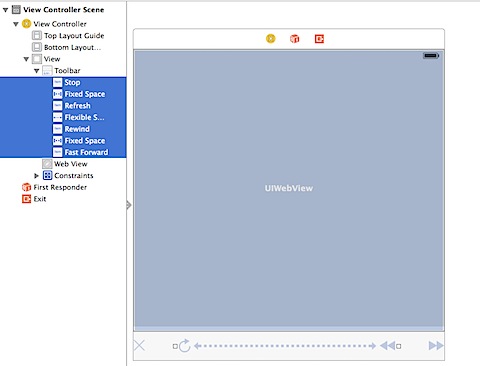 View Controller Scene
View Controller
Top Layout Guide
Bottom Layout...
View
Toolbar
Stop
Fixed Space
Refresh
Flexible S...
Rewind
Fixed Space
Fast Forward
Web View
Constraints
First Responder
Exit
UIWebView